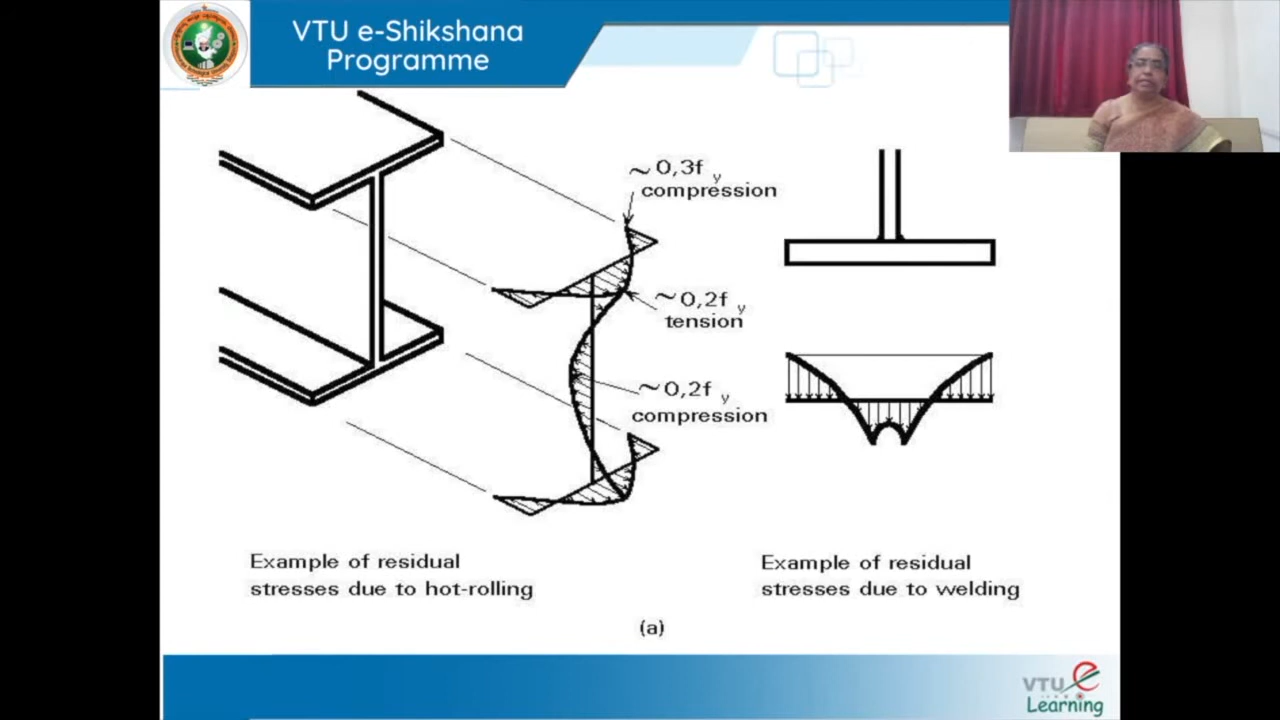 VTU e-Shikshana
Programme
~ 0,3f y
compression
~ 0,2f y
tension
~ 0,2f y
compression
Example of residual
stresses due to hot-rolling
Example of residual
stresses due to welding
(a)
VTU e
Learning